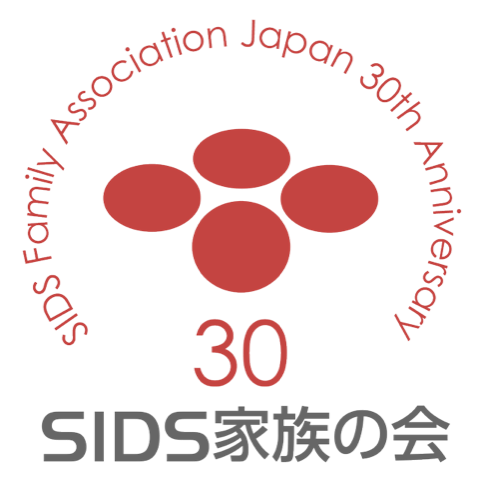 SIDS Family Association Japan 30th Anniversary
30
SIDS家族の会